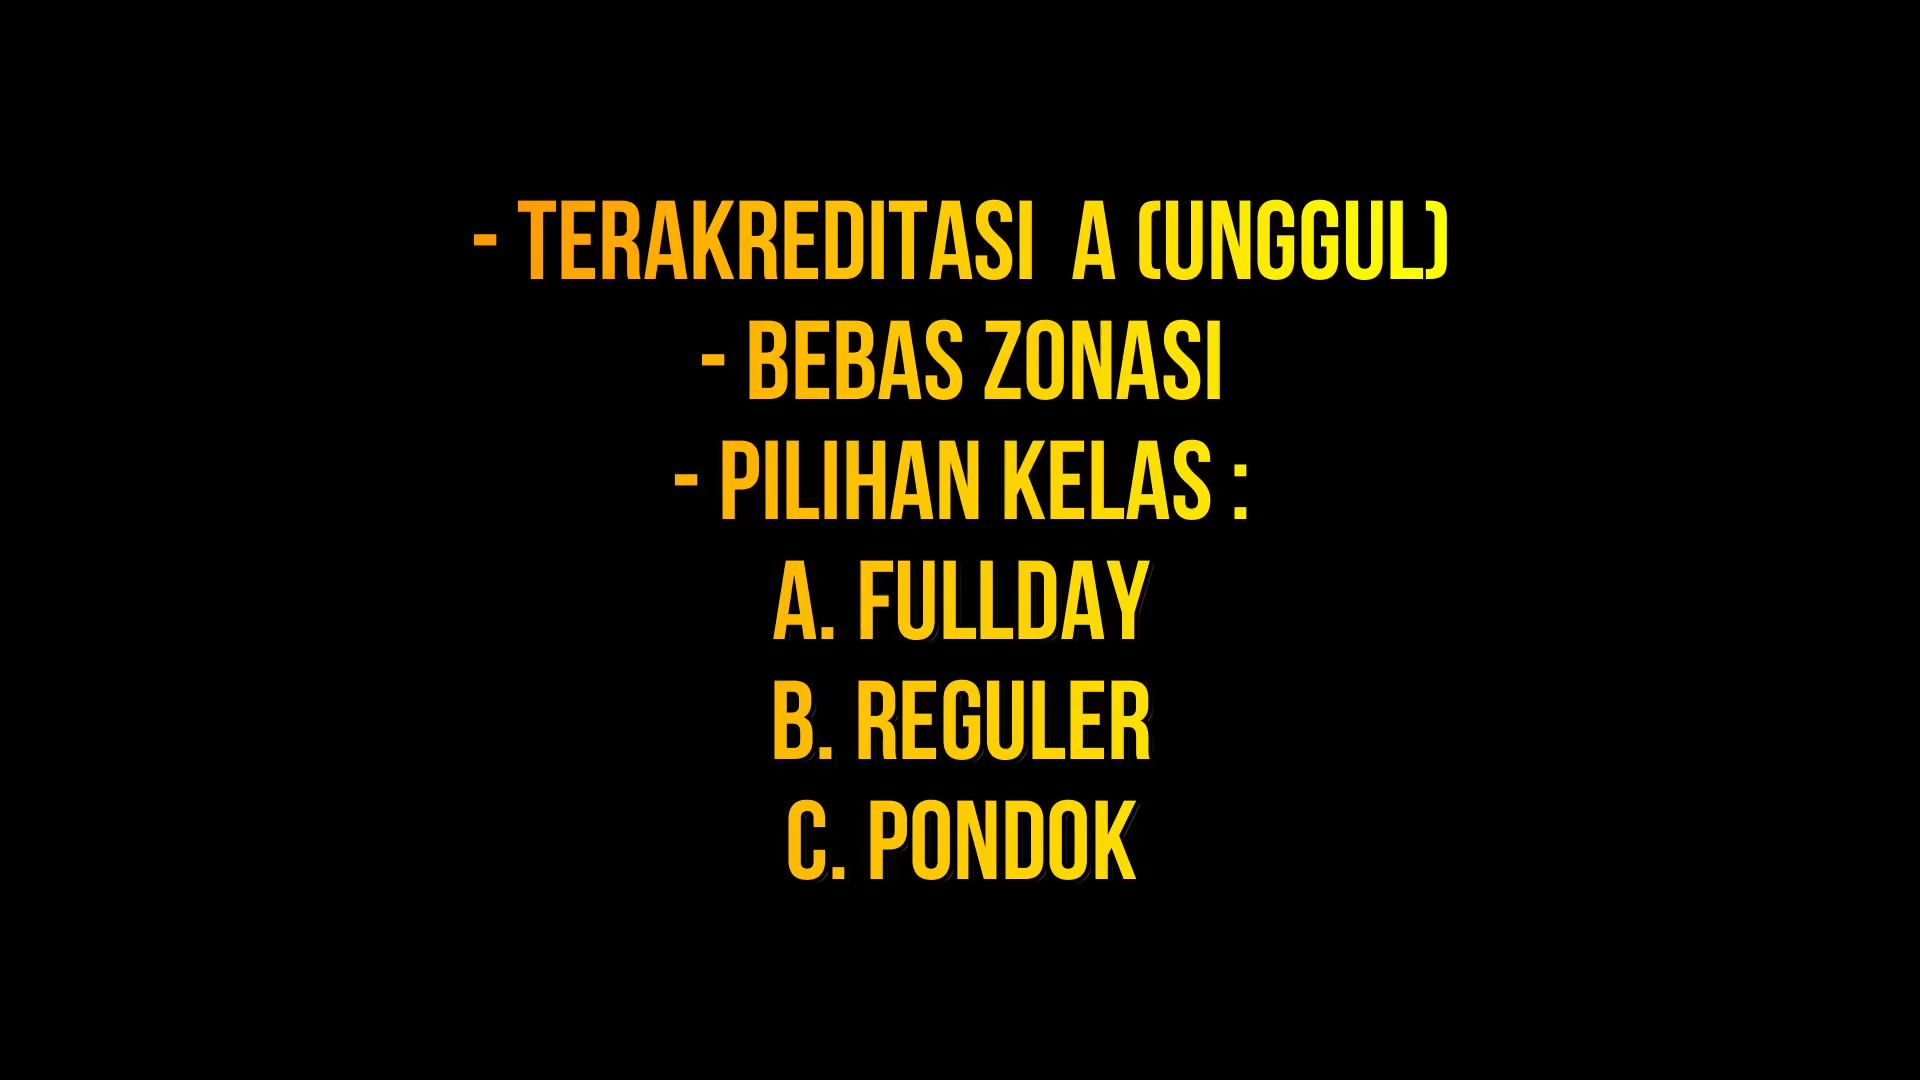 - TERAKREDITASI  A (UNGGUL)
- BEBAS ZONASI
- PILIHAN KELAS :
A. FULLDAY
B. REGULER
C. PONDOK